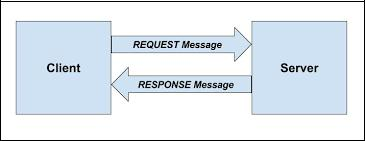 REQUEST Message
Client
Server
RESPONSE Message